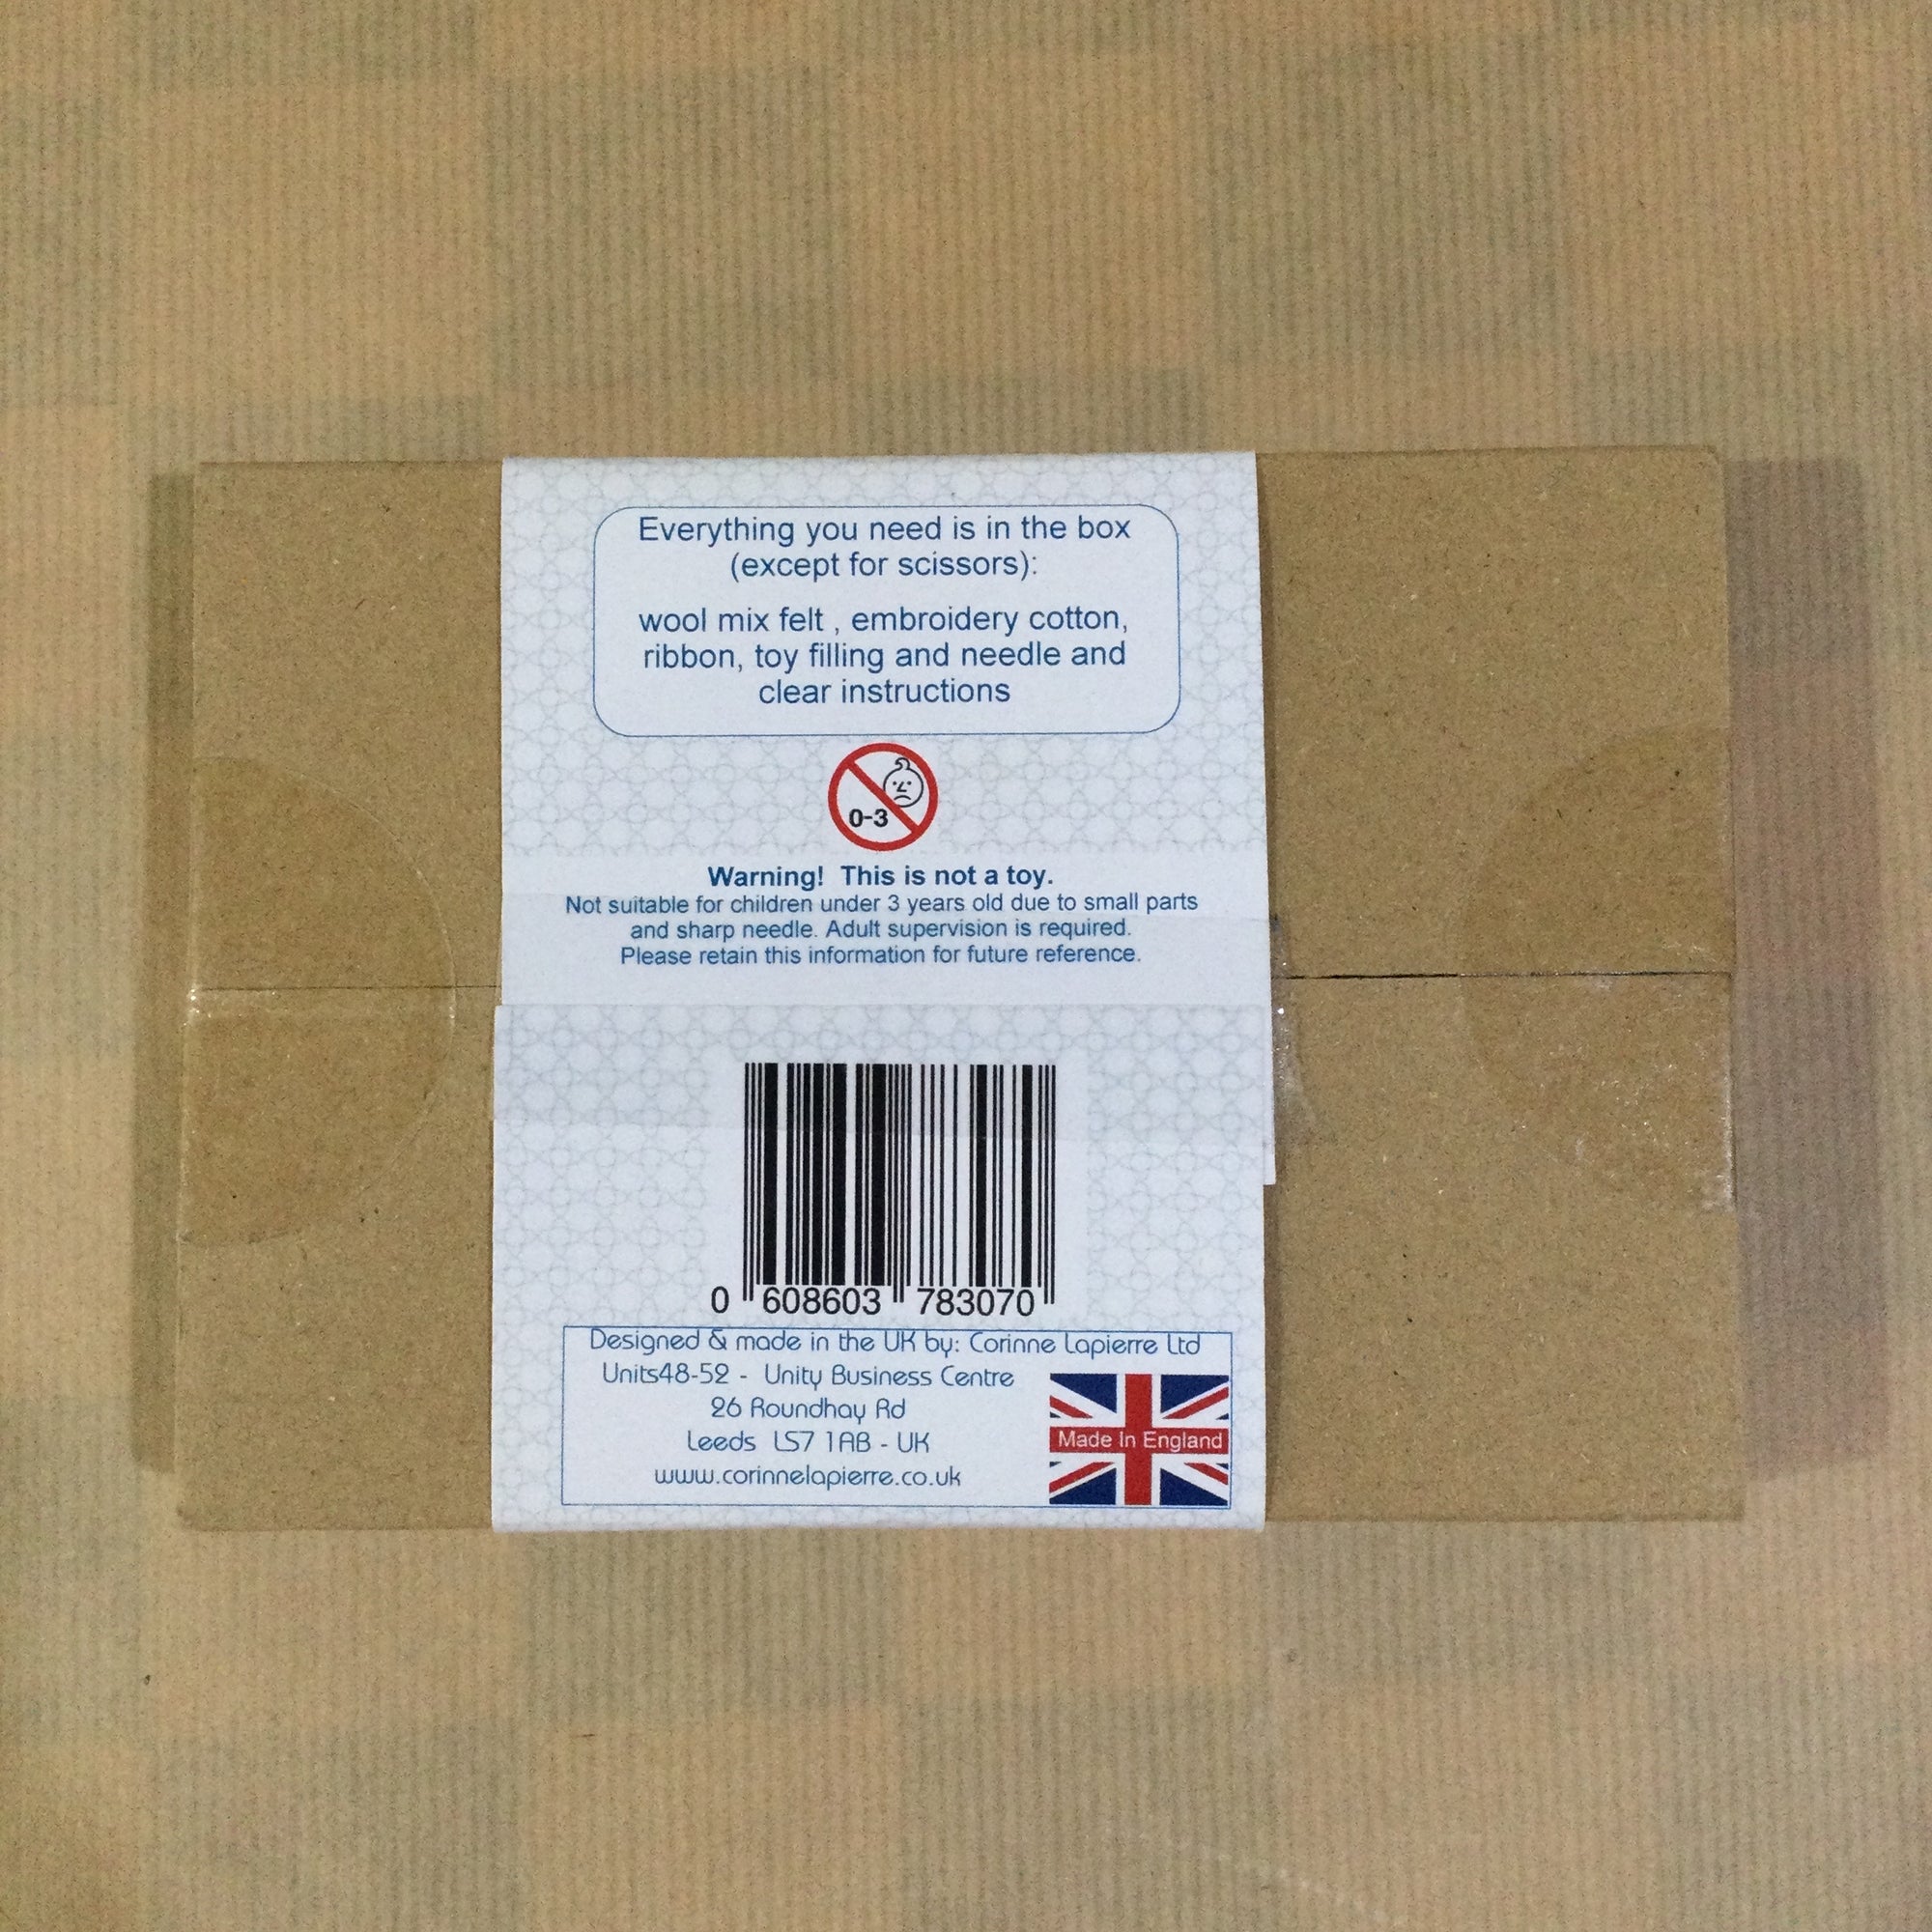 Everything you need is in the box
(except for scissors):
wool mix felt , embroidery cotton,
ribbon, toy filling and needle and
clear instructions
0-3
Warning! This is not a toy.
Not suitable for children under 3 years old due to small parts
and sharp needle. Adult supervision is required.
Please retain this information for future reference.
0 608603 783070
Designed & made in the UK by: Corinne Lapierre Ltd
Units48-52 - Unity Business Centre
26 Roundhay Rd
Leeds LS7 1AB - UK
www.corinnelapierre.co.uk
Made In England